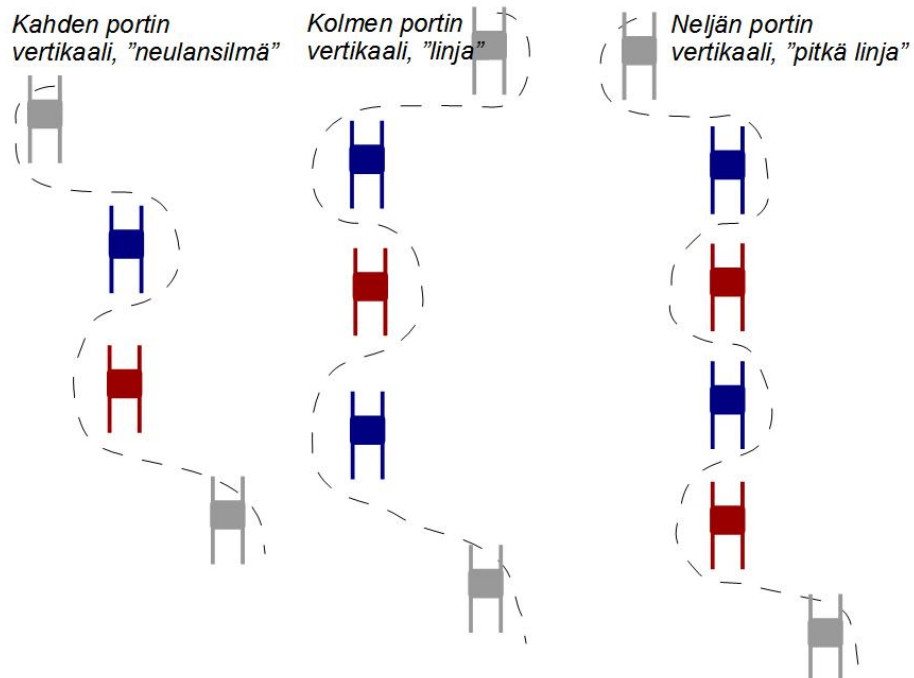 Kahden portin
vertikaali, ”neulansilmä”
Kolmen portin
vertikaali, ”linja”
Neljän portin
vertikaali, ”pitkä linja”